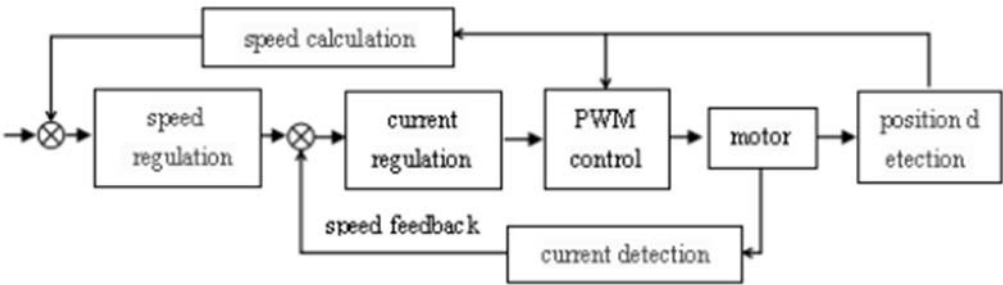 speed calculation
speed
regulation
current
regulation
PWM
control
motor
position d
etection
speed feedback
current detection